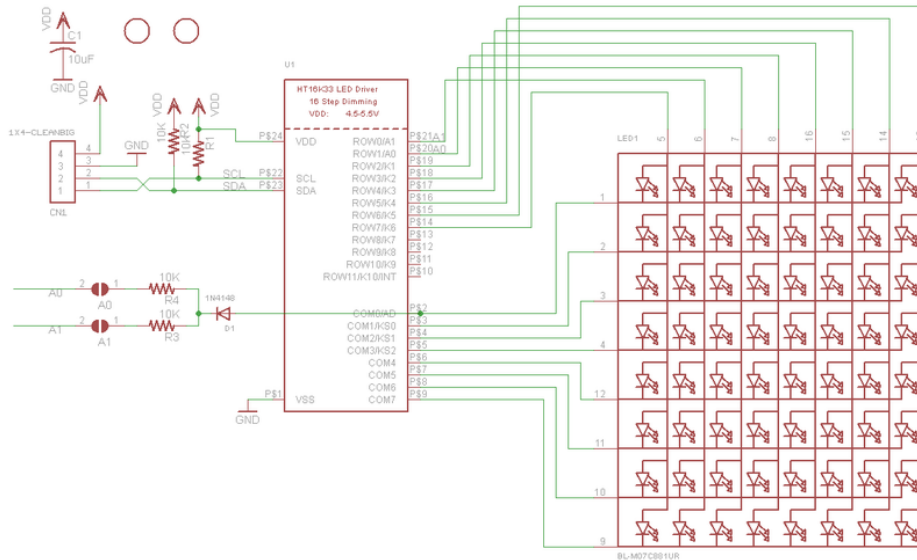 VDD
C1
10uF
GND
VDD
1X4-CLEANBIG
4 4
3 3
2 2
1 1
CN1
GND
VDD
VDD
10K
10K
R2
R1
SCL
SDA
U1
HT16K33 LED Driver
16 Step Dimming
VDD: 4.5-5.5V
P$24 VDD
P$22 SCL
P$23 SDA
P$1 VSS
GND
ROW0/A1 P$21 A1
ROW1/A0 P$20 A0
ROW2/K1 P$19
ROW3/K2 P$18
ROW4/K3 P$17
ROW5/K4 P$16
ROW6/K5 P$15
ROW7/K6 P$14
ROW8/K7 P$13
ROW9/K8 P$12
ROW10/K9 P$11
ROW11/K10/INT P$10
COM0/AD P$2
COM1/KS0 P$3
COM2/KS1 P$4
COM3/KS2 P$5
COM4 P$6
COM5 P$7
COM6 P$8
COM7 P$9
A0 2 1 10K
A0 R4
1N4148
D1
A1 2 1 10K
A1 R3
LED1 5 6 7 8 16 15 14
1
2
3
4
12
11
10
9
BL-M07C881UR